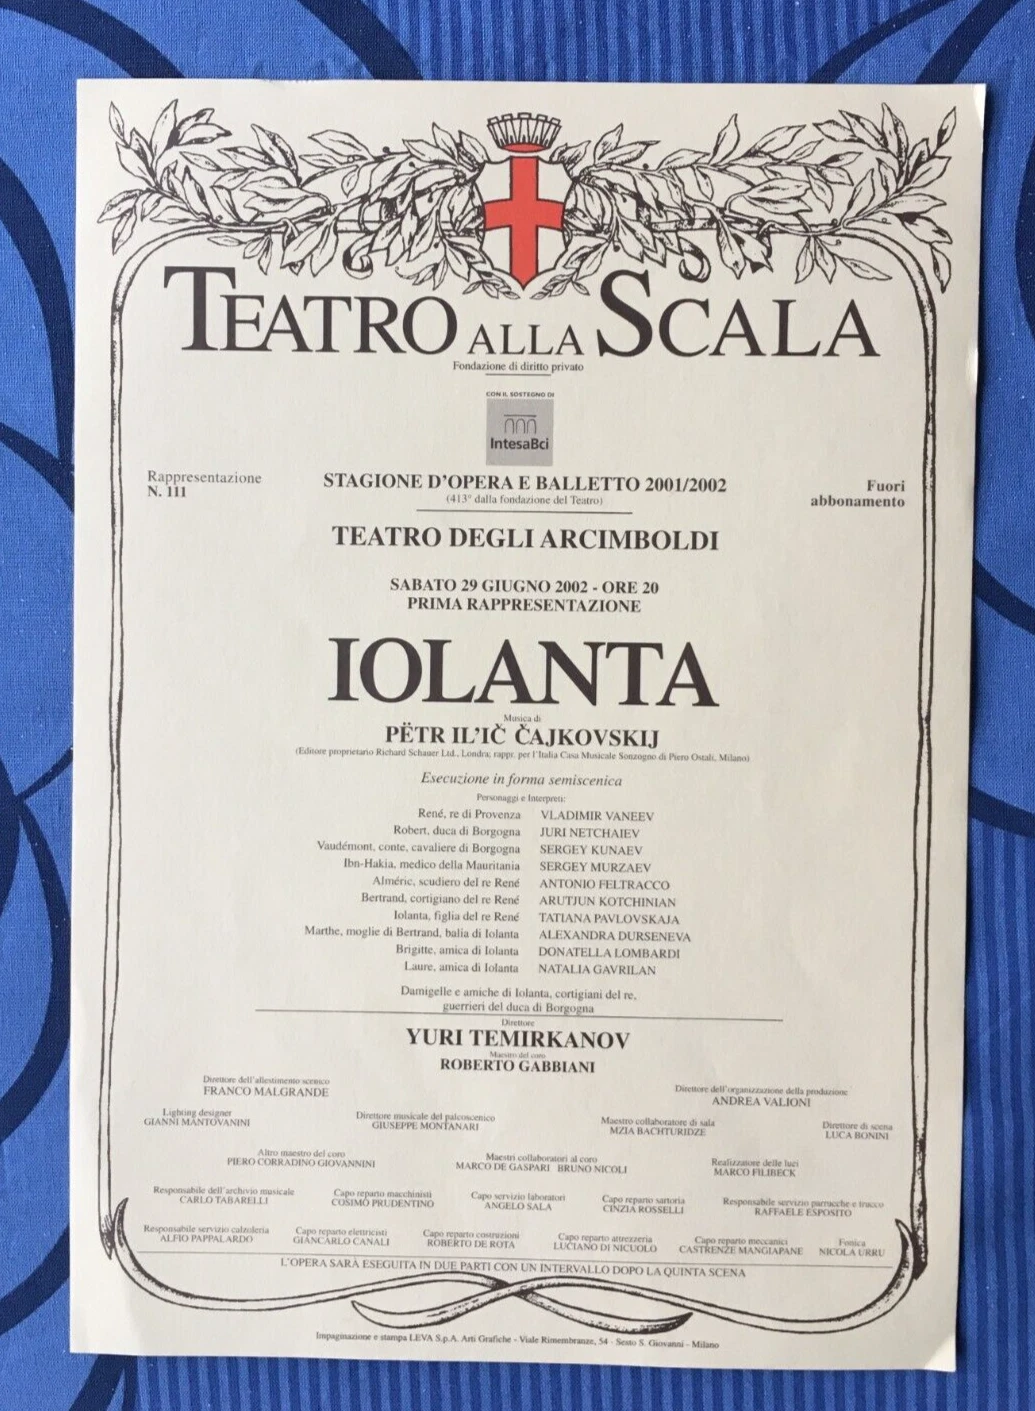 TEATRO ALLA SCALA
Fondazione di diritto privato
CON IL SOSTEGNO DI
IntesaBci
Rappresentazione
N. 111
STAGIONE D'OPERA E BALLETTO 2001/2002
(413° dalla fondazione del Teatro)
Fuori
abbonamento
TEATRO DEGLI ARCIMBOLDI
SABATO 29 GIUGNO 2002 - ORE 20
PRIMA RAPPRESENTAZIONE
IOLANTA
Musica di
PËTR IL'IČ ČAJKOVSKIJ
(Editore proprietario Richard Schauer Ltd., Londra; rappr. per l'Italia Casa Musicale Sonzogno di Piero Ostali, Milano)
Esecuzione in forma semiscenica
Personaggi e Interpreti:
René, re di Provenza VLADIMIR VANEEV
Robert, duca di Borgogna JURI NETCHAIEV
Vaudémont, conte, cavaliere di Borgogna SERGEY KUNAEV
Ibn-Hakia, medico della Mauritania SERGEY MURZAEV
Alméric, scudiero del re René ANTONIO FELTRACCO
Bertrand, cortigiano del re René ARUTJUN KOTCHINIAN
Iolanta, figlia del re René TATIANA PAVLOVSKAJA
Marthe, moglie di Bertrand, balia di Iolanta ALEXANDRA DURSENEVA
Brigitte, amica di Iolanta DONATELLA LOMBARDI
Laure, amica di Iolanta NATALIA GAVRILAN
Damigelle e amiche di Iolanta, cortigiani del re,
guerrieri del duca di Borgogna
Direttore
YURI TEMIRKANOV
Maestro del coro
ROBERTO GABBIANI
Direttore dell'allestimento scenico
FRANCO MALGRANDE
Direttore dell'organizzazione della produzione
ANDREA VALIONI
Lighting designer
GIANNI MANTOVANINI
Direttore musicale del palcoscenico
GIUSEPPE MONTANARI
Maestro collaboratore di sala
MZIA BACHTURIDZE
Direttore di scena
LUCA BONINI
Altro maestro del coro
PIERO CORRADINO GIOVANNINI
Maestri collaboratori al coro
MARCO DE GASPARI BRUNO NICOLI
Realizzatore delle luci
MARCO FILIBECK
Responsabile dell'archivio musicale
CARLO TABARELLI
Capo reparto macchinisti
COSIMO PRUDENTINO
Capo servizio laboratori
ANGELO SALA
Capo reparto sartoria
CINZIA ROSSELLI
Responsabile servizio parrucche e trucco
RAFFAELE ESPOSITO
Responsabile servizio calzoleria
ALFIO PAPPALARDO
Capo reparto elettricisti
GIANCARLO CANALI
Capo reparto costruzioni
ROBERTO DE ROTA
Capo reparto attrezzeria
LUCIANO DI NICUOLO
Capo reparto meccanici
CASTRENZE MANGIAPANE
Fonica
NICOLA URRU
L'OPERA SARÀ ESEGUITA IN DUE PARTI CON UN INTERVALLO DOPO LA QUINTA SCENA
Impaginazione e stampa LEVA S.p.A. Arti Grafiche - Viale Rimembranze, 54 - Sesto S. Giovanni - Milano